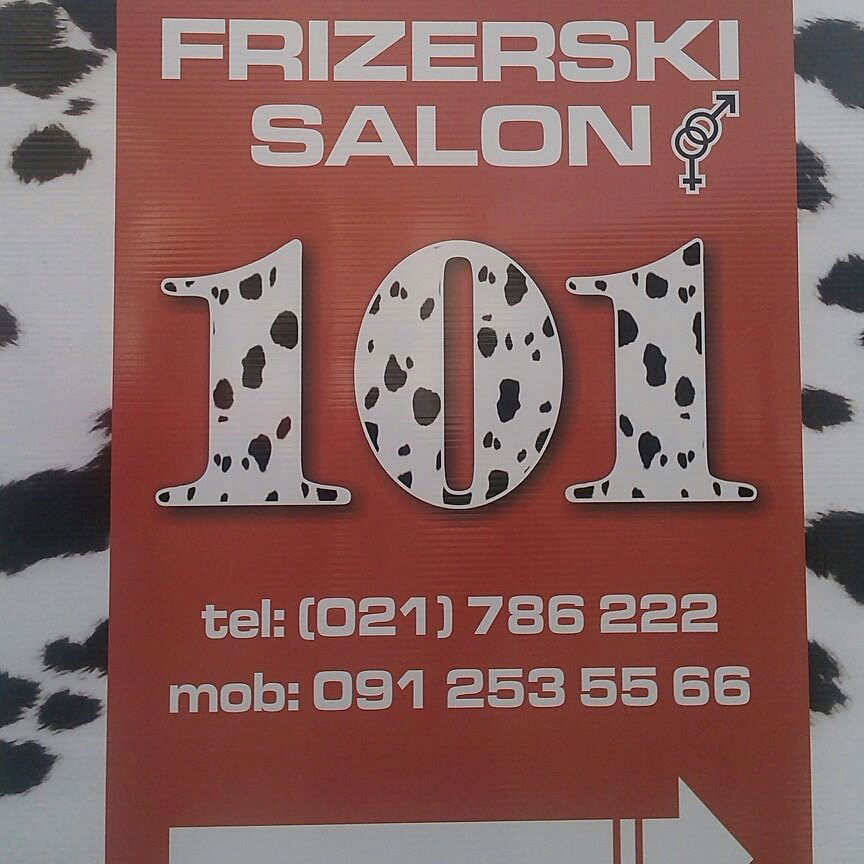 FRIZERSKI
SALON
101
tel: (021) 786 222
mob: 091 253 55 66